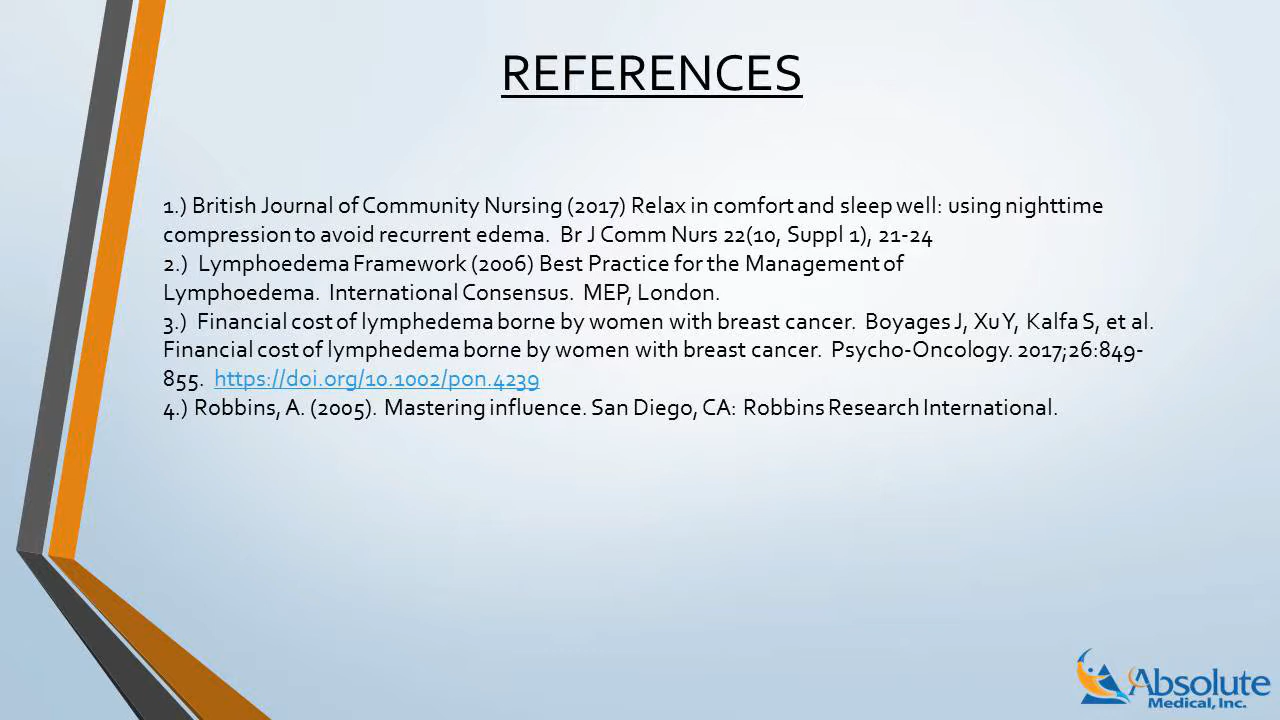 REFERENCES
1.) British Journal of Community Nursing (2017) Relax in comfort and sleep well: using nighttime
compression to avoid recurrent edema. Br J Comm Nurs 22(10, Suppl 1), 21-24
2.) Lymphoedema Framework (2006) Best Practice for the Management of
Lymphoedema. International Consensus. MEP, London.
3.) Financial cost of lymphedema borne by women with breast cancer. Boyages J, Xu Y, Kalfa S, et al.
Financial cost of lymphedema borne by women with breast cancer. Psycho-Oncology. 2017;26:849-
855. https://doi.org/10.1002/pon.4239
4.) Robbins, A. (2005). Mastering influence. San Diego, CA: Robbins Research International.
Absolute
Medical, Inc.